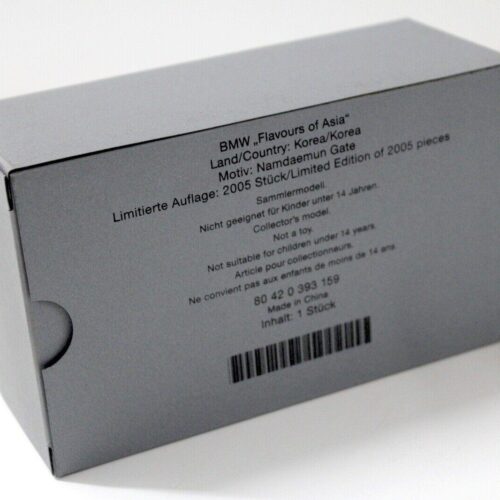 BMW „Flavours of Asia“
Land/Country: Korea/Korea
Motiv: Namdaemun Gate
Limitierte Auflage: 2005 Stück/Limited Edition of 2005 pieces
Sammlermodell.
Nicht geeignet für Kinder unter 14 Jahren.
Collector's model.
Not a toy.
Not suitable for children under 14 years.
Article pour collectionneurs.
Ne convient pas aux enfants de moins de 14 ans.
80 42 0 393 159
Made in China
Inhalt: 1 Stück